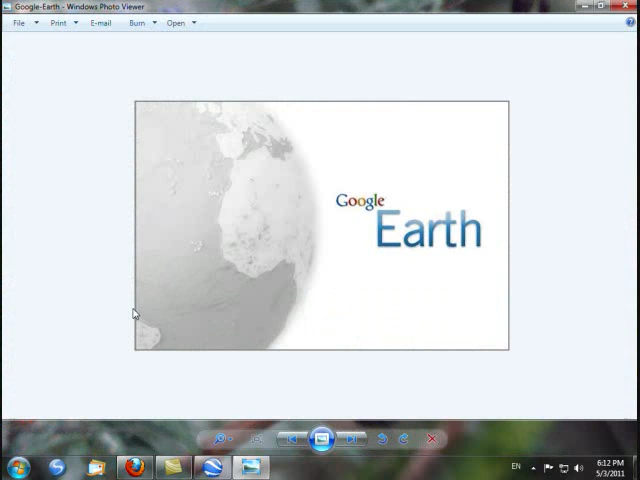 Google-Earth - Windows Photo Viewer
File Print E-mail Burn Open
Google
Earth
EN
6:12 PM
5/3/2011